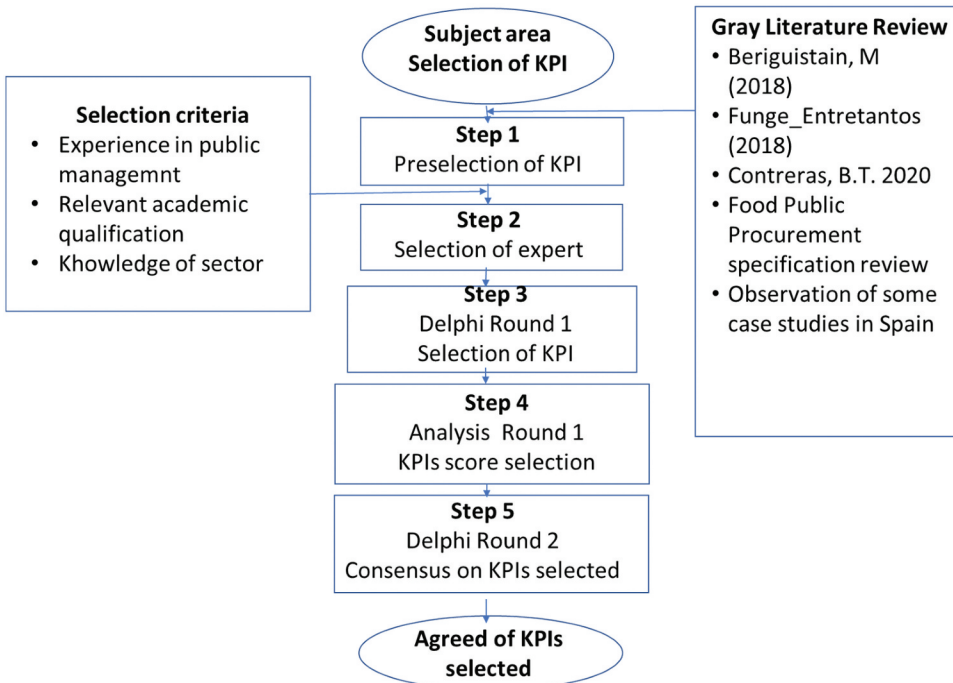 Subject area
Selection of KPI
Gray Literature Review
• Beriguistain, M
(2018)
• Funge_Entretantos
(2018)
• Contreras, B.T. 2020
• Food Public
Procurement
specification review
• Observation of some
case studies in Spain
Selection criteria
• Experience in public
managemnt
• Relevant academic
qualification
• Khowledge of sector
Step 1
Preselection of KPI
Step 2
Selection of expert
Step 3
Delphi Round 1
Selection of KPI
Step 4
Analysis Round 1
KPIs score selection
Step 5
Delphi Round 2
Consensus on KPIs selected
Agreed of KPIs
selected